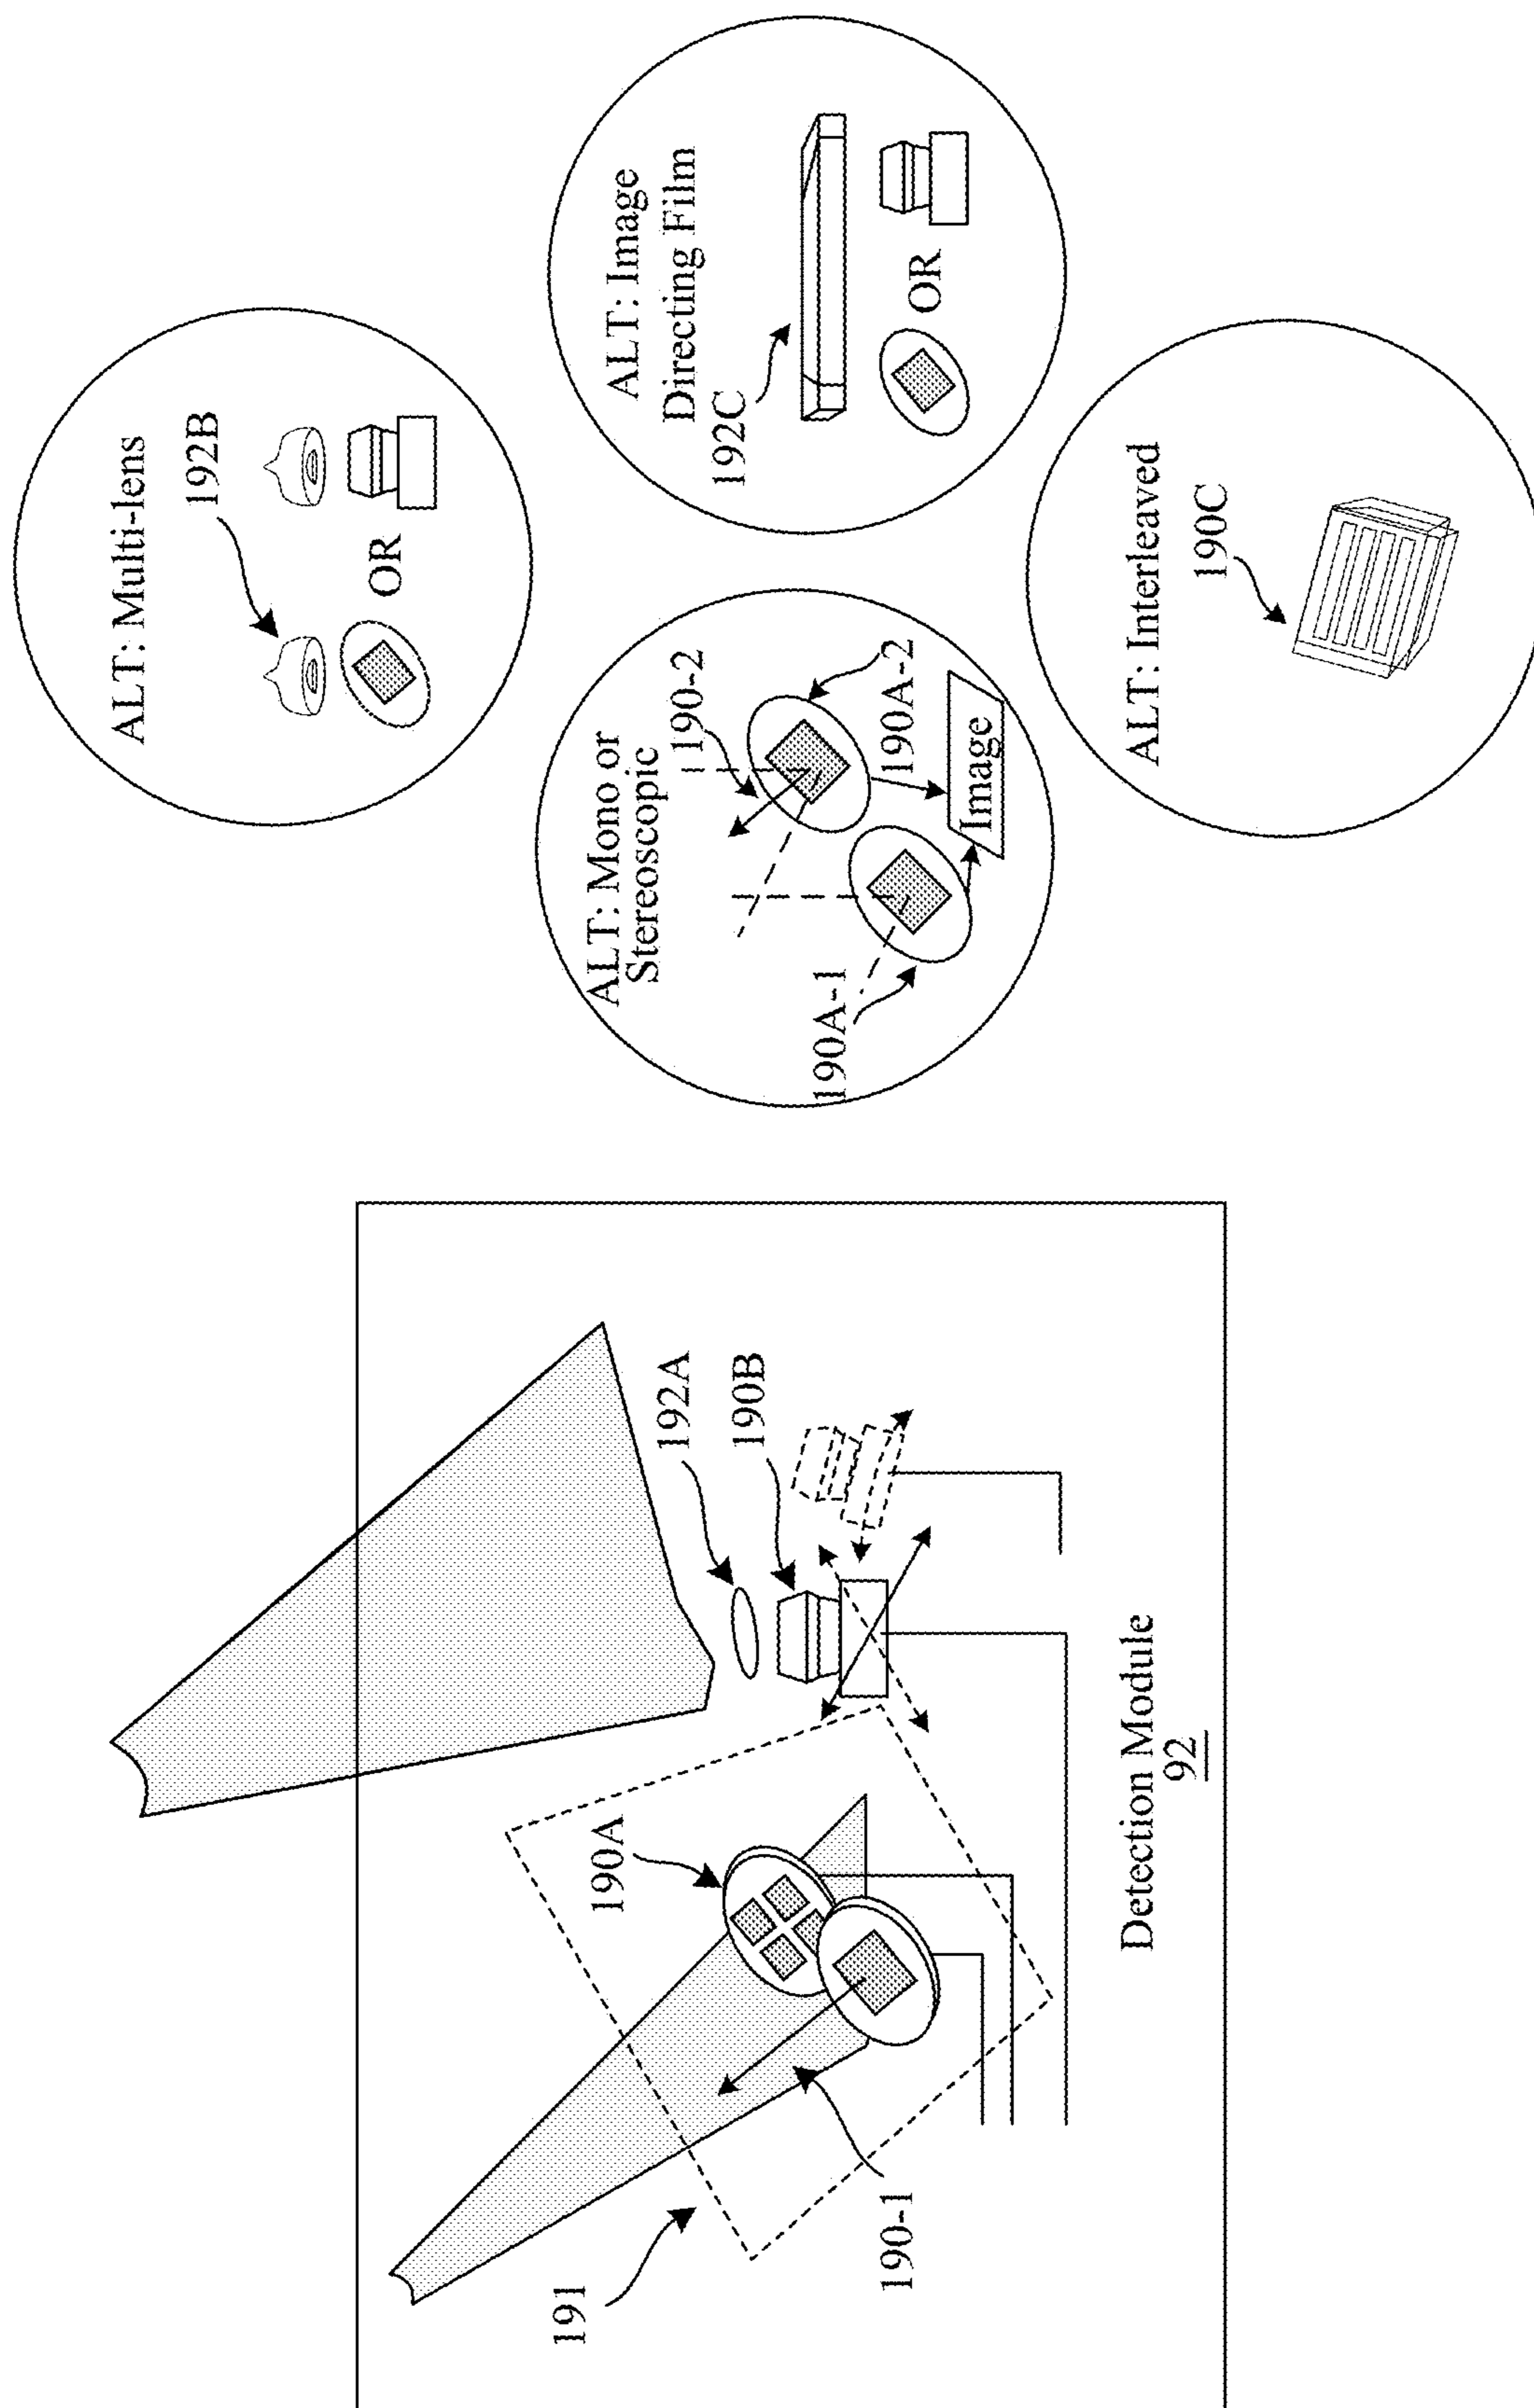 191
190-1
190A
192A
190B
Detection Module
92
ALT: Mono or
Stereoscopic
190-2
190A-1
190A-2
Image
ALT: Multi-lens
192B
OR
ALT: Image
Directing Film
192C
OR
ALT: Interleaved
190C